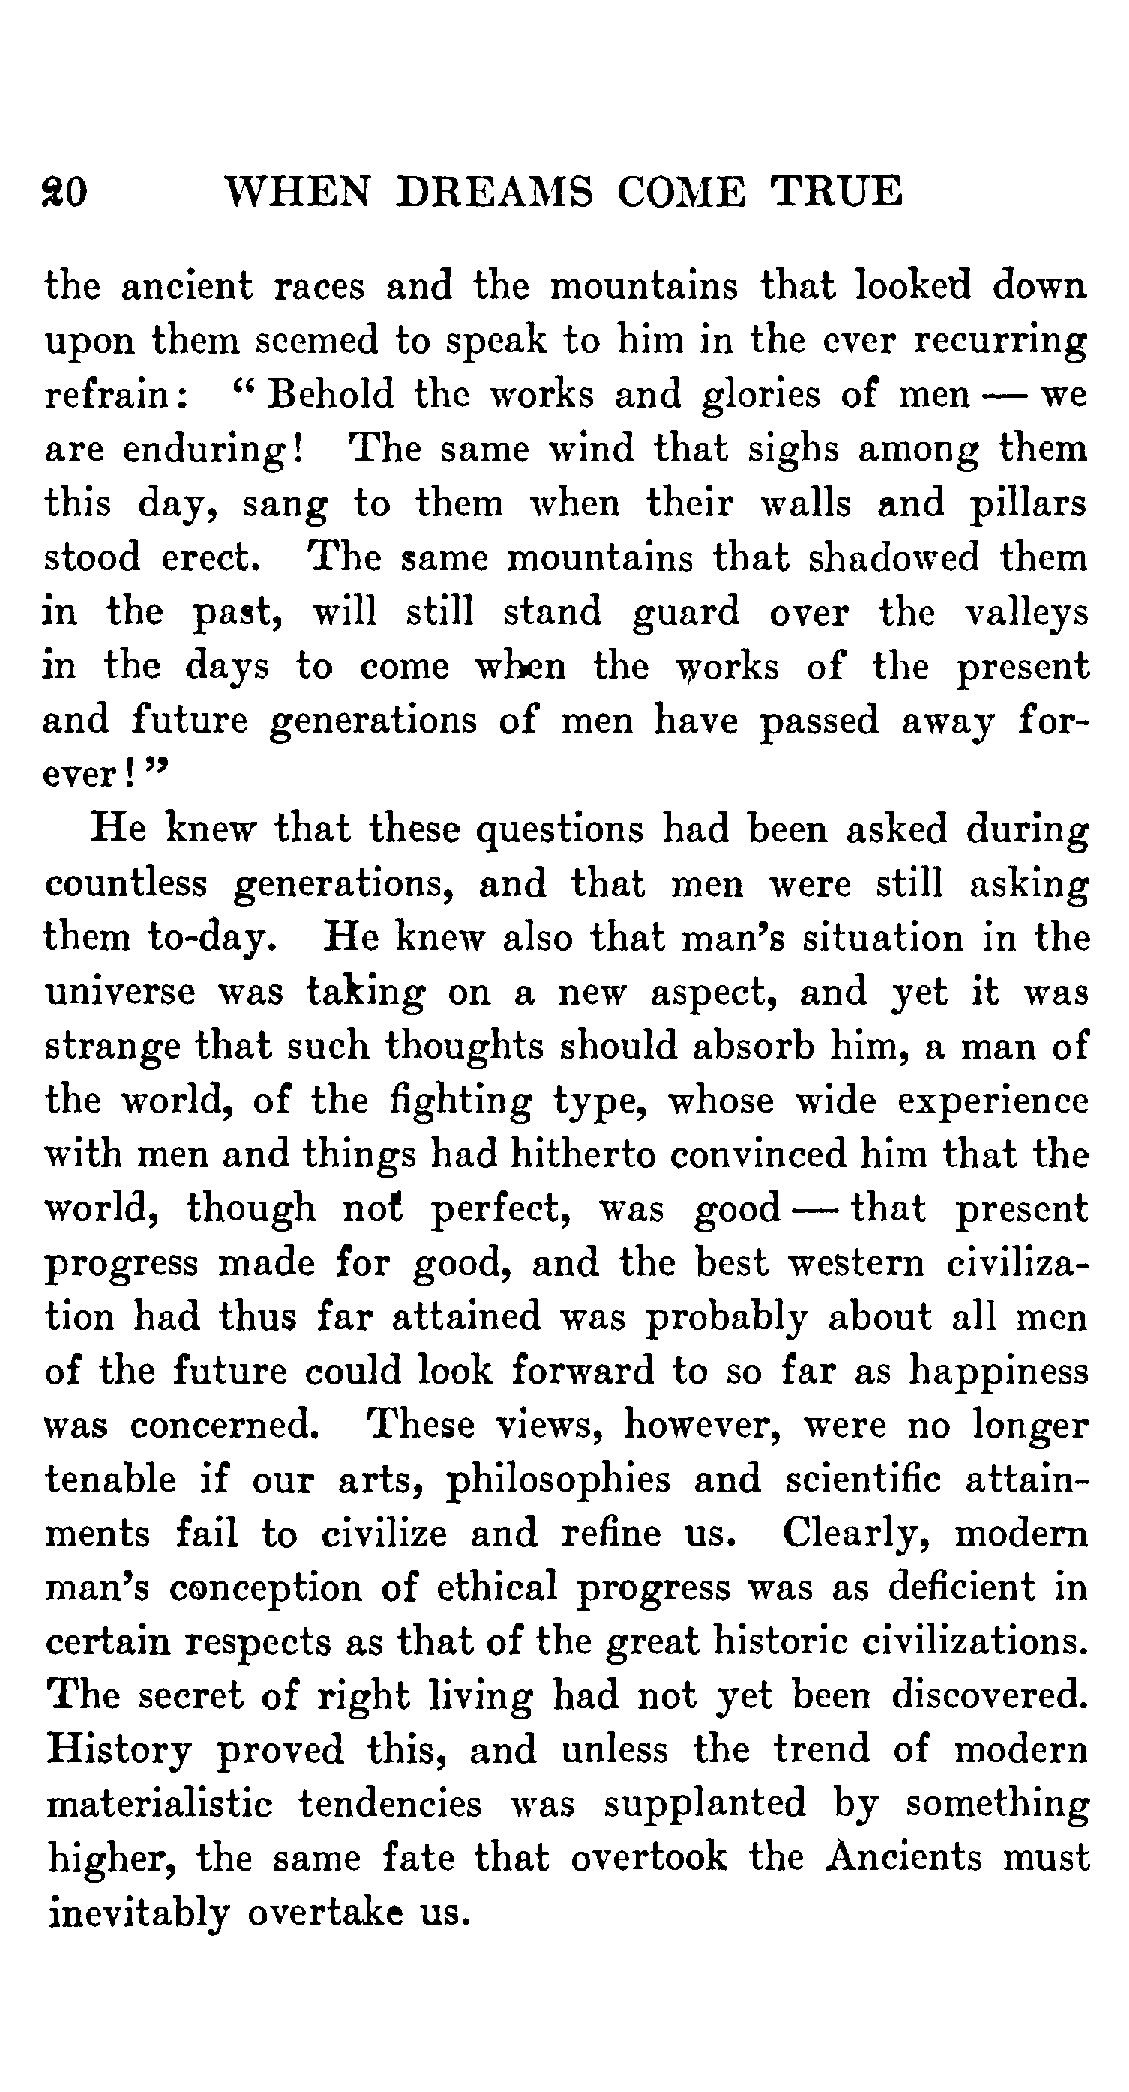 20 WHEN DREAMS COME TRUE
the ancient races and the mountains that looked down
upon them seemed to speak to him in the ever recurring
refrain: “Behold the works and glories of men — we
are enduring! The same wind that sighs among them
this day, sang to them when their walls and pillars
stood erect. The same mountains that shadowed them
in the past, will still stand guard over the valleys
in the days to come when the works of the present
and future generations of men have passed away for-
ever!”
He knew that these questions had been asked during
countless generations, and that men were still asking
them to-day. He knew also that man’s situation in the
universe was taking on a new aspect, and yet it was
strange that such thoughts should absorb him, a man of
the world, of the fighting type, whose wide experience
with men and things had hitherto convinced him that the
world, though not perfect, was good — that present
progress made for good, and the best western civiliza-
tion had thus far attained was probably about all men
of the future could look forward to so far as happiness
was concerned. These views, however, were no longer
tenable if our arts, philosophies and scientific attain-
ments fail to civilize and refine us. Clearly, modern
man’s conception of ethical progress was as deficient in
certain respects as that of the great historic civilizations.
The secret of right living had not yet been discovered.
History proved this, and unless the trend of modern
materialistic tendencies was supplanted by something
higher, the same fate that overtook the Ancients must
inevitably overtake us.